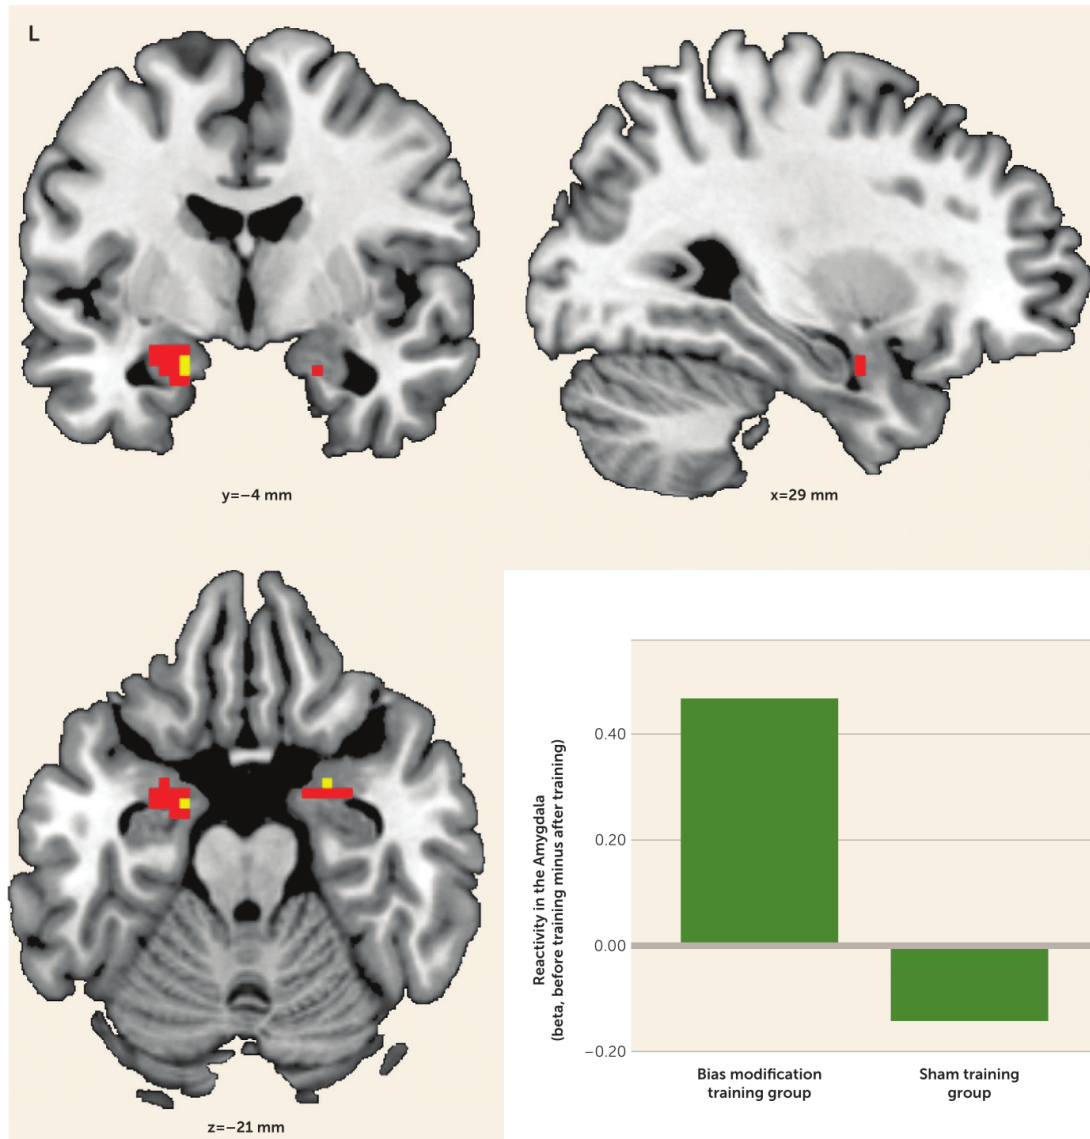 L
y=−4 mm
x=29 mm
z=−21 mm
Reactivity in the Amygdala
(beta, before training minus after training)
0.40
0.20
0.00
−0.20
Bias modification
training group
Sham training
group